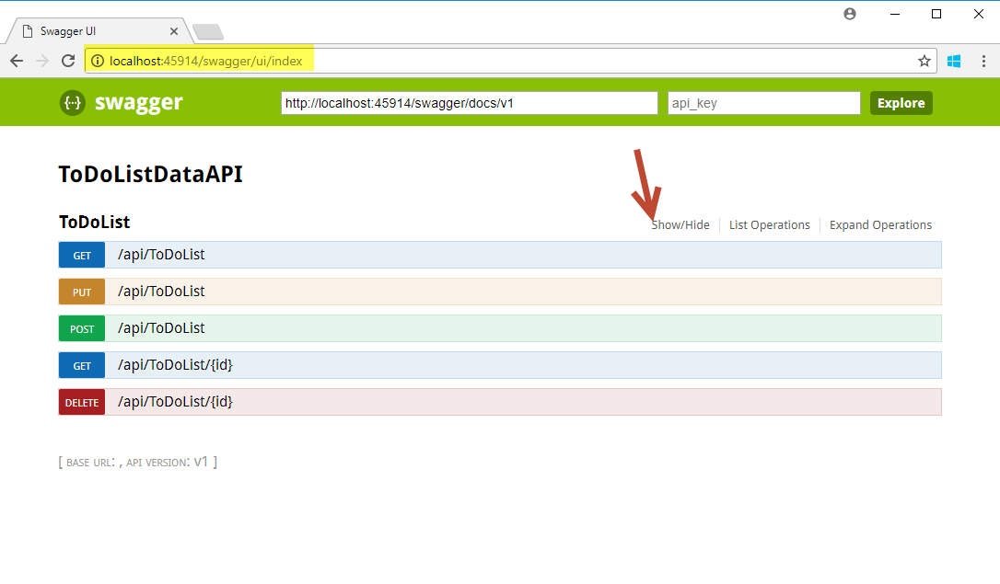 Swagger UI
localhost:45914/swagger/ui/index
{··} swagger http://localhost:45914/swagger/docs/v1 api_key Explore
ToDoListDataAPI
ToDoList Show/Hide List Operations Expand Operations
GET /api/ToDoList
PUT /api/ToDoList
POST /api/ToDoList
GET /api/ToDoList/{id}
DELETE /api/ToDoList/{id}
[ BASE URL: , API VERSION: V1 ]